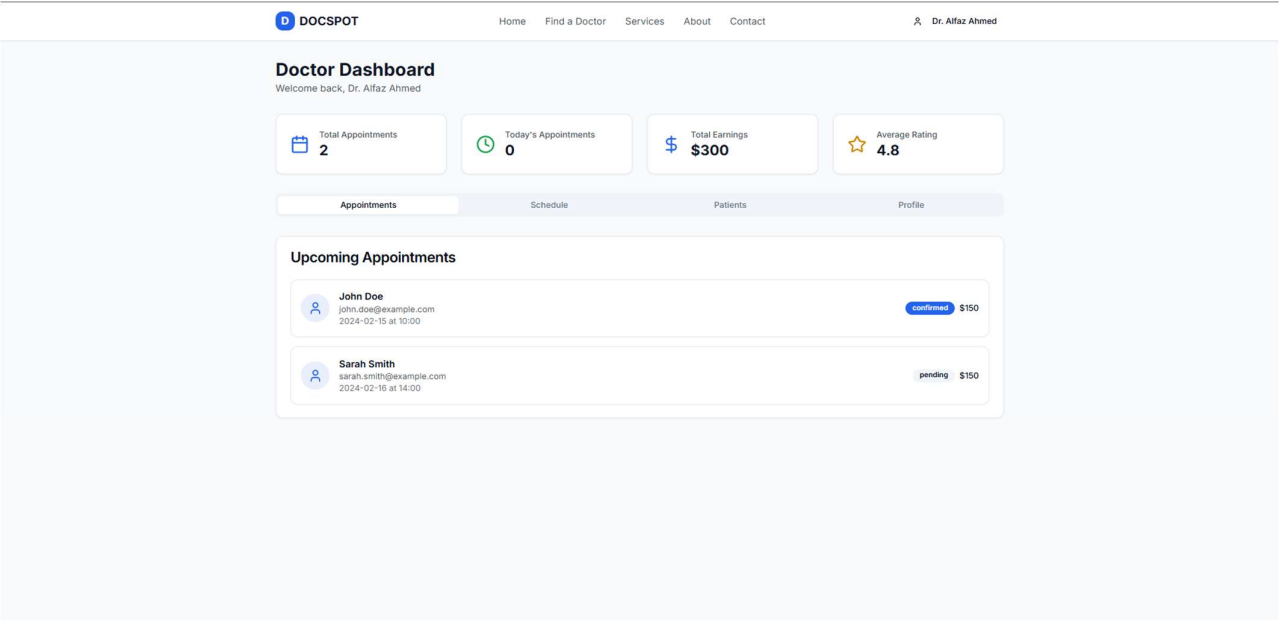 D DOCSPOT
Home Find a Doctor Services About Contact
Dr. Alfaz Ahmed
Doctor Dashboard
Welcome back, Dr. Alfaz Ahmed
Total Appointments
2
Today's Appointments
0
Total Earnings
$300
Average Rating
4.8
Appointments Schedule Patients Profile
Upcoming Appointments
John Doe
john.doe@example.com
2024-02-15 at 10:00
confirmed $150
Sarah Smith
sarah.smith@example.com
2024-02-16 at 14:00
pending $150